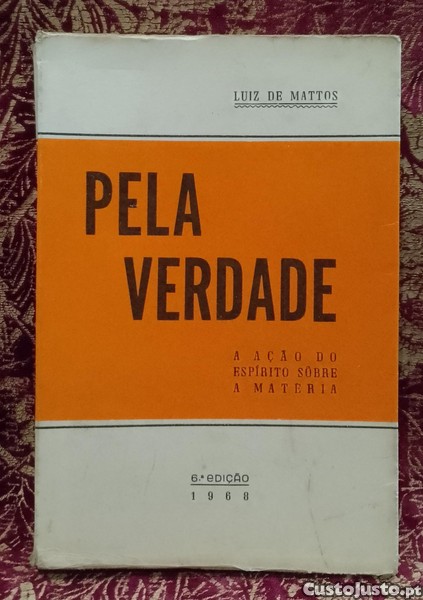 LUIZ DE MATTOS
PELA
VERDADE
A AÇÃO DO
ESPÍRITO SÔBRE
A MATÉRIA
6.ª EDIÇÃO
1968
CustoJusto.pt